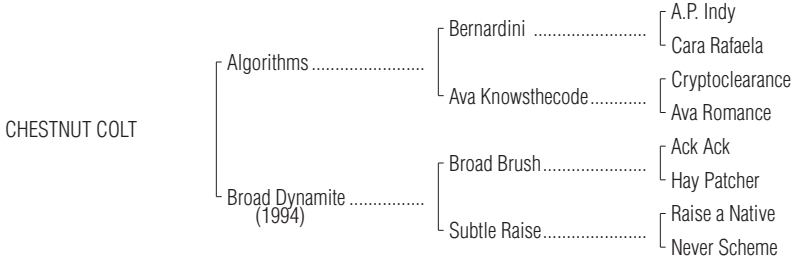 A.P. Indy
Bernardini ........................
Cara Rafaela
Algorithms ........................
Cryptoclearance
Ava Knowsthecode............
Ava Romance
CHESTNUT COLT
Ack Ack
Broad Brush......................
Hay Patcher
Broad Dynamite ................
(1994)
Raise a Native
Subtle Raise......................
Never Scheme